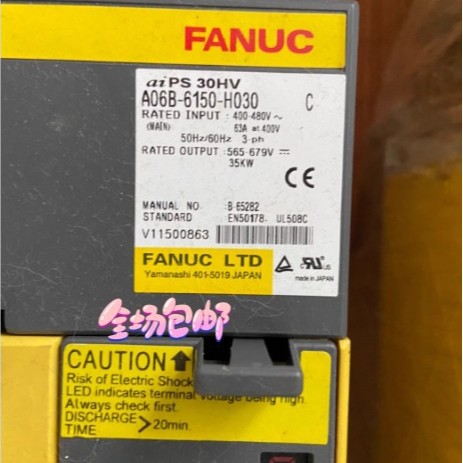 FANUC
αiPS 30HV
A06B-6150-H030 C
RATED INPUT : 400-480V ~
(MAIN) 63A at 400V
50Hz/60Hz 3-ph
RATED OUTPUT : 565-679V ⎓
35KW
CE
MANUAL NO. B-65282
STANDARD EN50178, UL508C
V11500863
FANUC LTD
Yamanashi 401-5019 JAPAN
c RU US
made in JAPAN
全场包邮
CAUTION
Risk of Electric Shock
LED indicates terminal voltage being high.
Always check first.
DISCHARGE
TIME >20min.